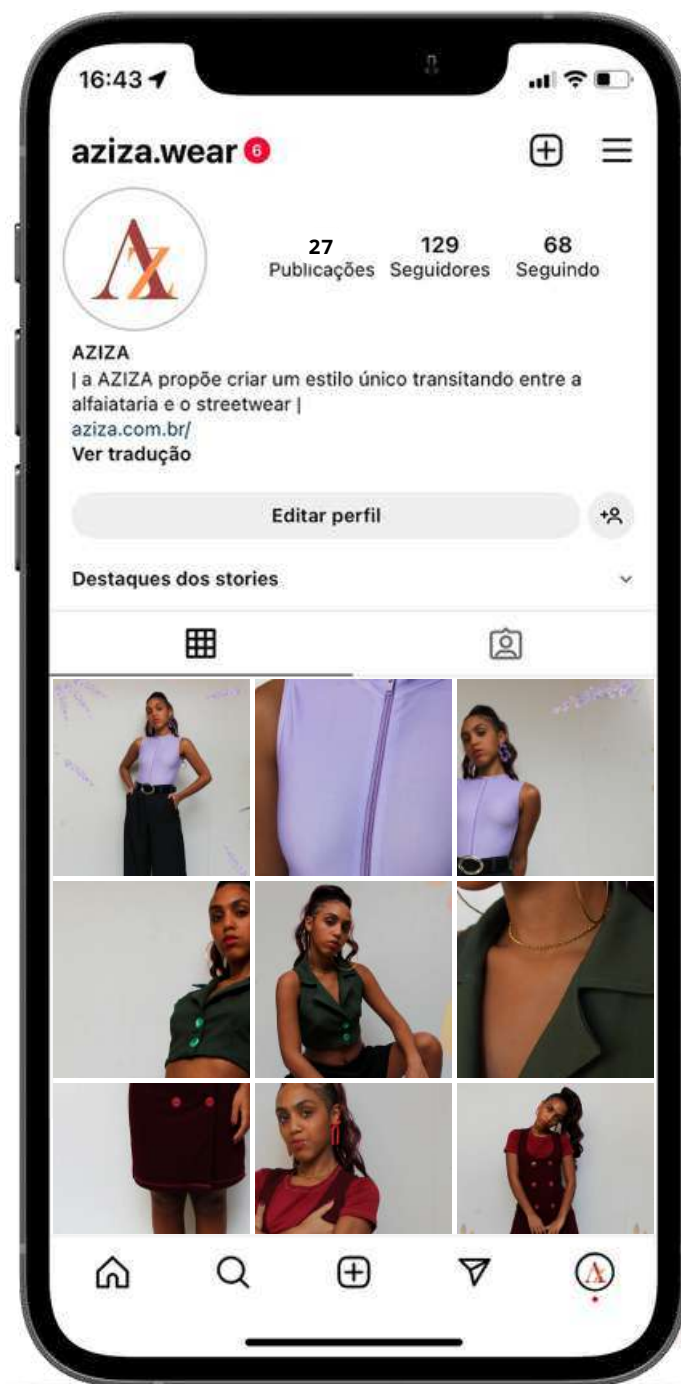 16:43
aziza.wear 6
AZ
27 129 68
Publicações Seguidores Seguindo
AZIZA
| a AZIZA propõe criar um estilo único transitando entre a
alfaiataria e o streetwear |
aziza.com.br/
Ver tradução
Editar perfil
Destaques dos stories